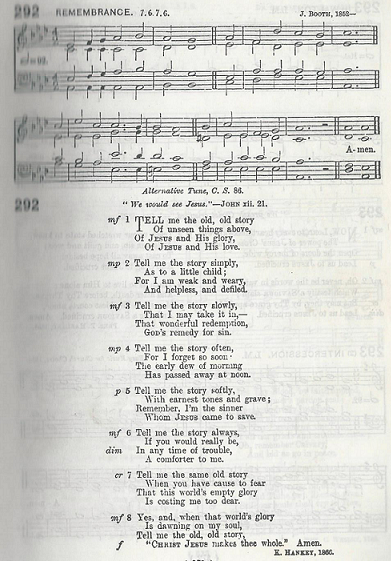 292 REMEMBRANCE. 7.6.7.6. J. BOOTH, 1852—
A-men.
Alternative Tune, C. S. 86.
292
"We would see Jesus."—JOHN xii. 21.
mf 1 TELL me the old, old story
Of unseen things above,
Of JESUS and His glory,
Of JESUS and His love.
mp 2 Tell me the story simply,
As to a little child;
For I am weak and weary,
And helpless, and defiled.
mf 3 Tell me the story slowly,
That I may take it in,—
That wonderful redemption,
GOD'S remedy for sin.
mp 4 Tell me the story often,
For I forget so soon
The early dew of morning
Has passed away at noon.
p 5 Tell me the story softly,
With earnest tones and grave;
Remember, I'm the sinner
Whom JESUS came to save.
mf 6 Tell me the story always,
If you would really be,
dim In any time of trouble,
A comforter to me.
cr 7 Tell me the same old story
When you have cause to fear
That this world's empty glory
Is costing me too dear.
mf 8 Yes, and, when that world's glory
Is dawning on my soul,
Tell me the old, old story,
f "CHRIST JESUS makes thee whole." Amen.
K. HANKEY, 1866.